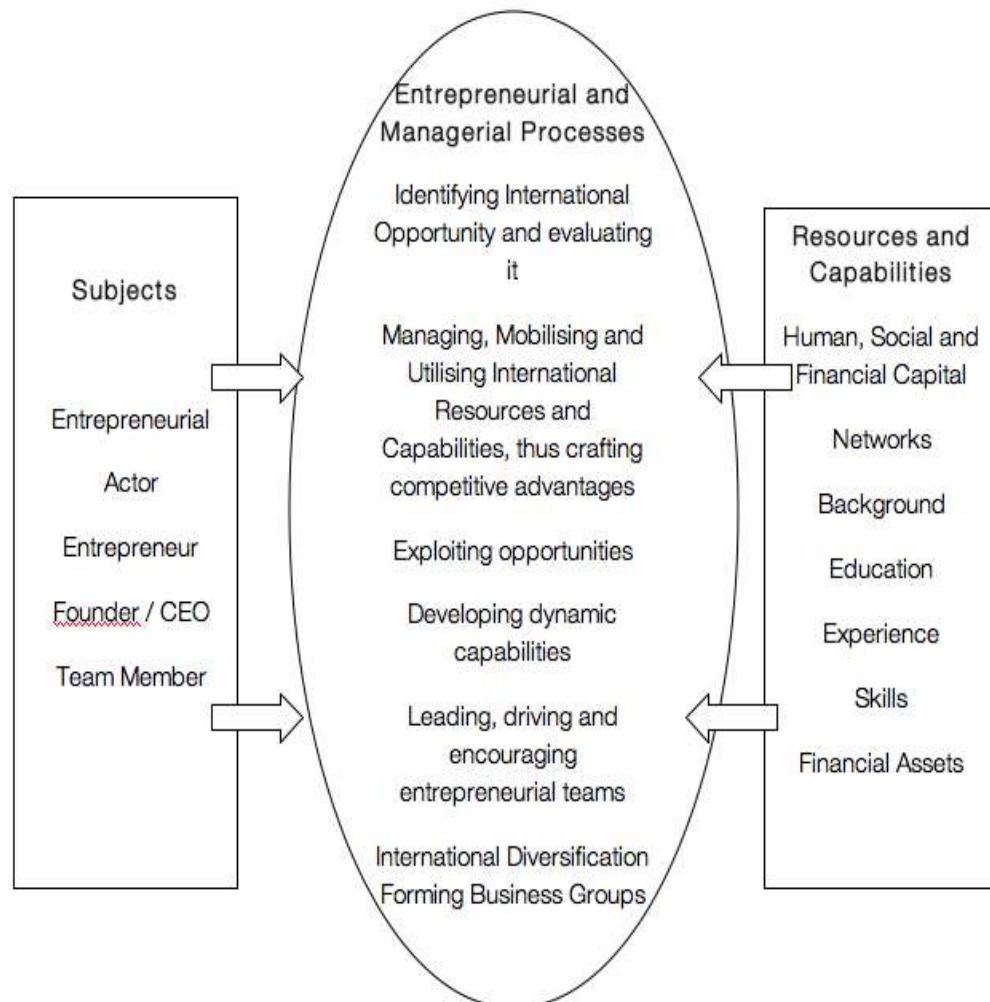 Subjects
Entrepreneurial
Actor
Entrepreneur
Founder / CEO
Team Member
Entrepreneurial and
Managerial Processes
Identifying International
Opportunity and evaluating
it
Managing, Mobilising and
Utilising International
Resources and
Capabilities, thus crafting
competitive advantages
Exploiting opportunities
Developing dynamic
capabilities
Leading, driving and
encouraging
entrepreneurial teams
International Diversification
Forming Business Groups
Resources and
Capabilities
Human, Social and
Financial Capital
Networks
Background
Education
Experience
Skills
Financial Assets